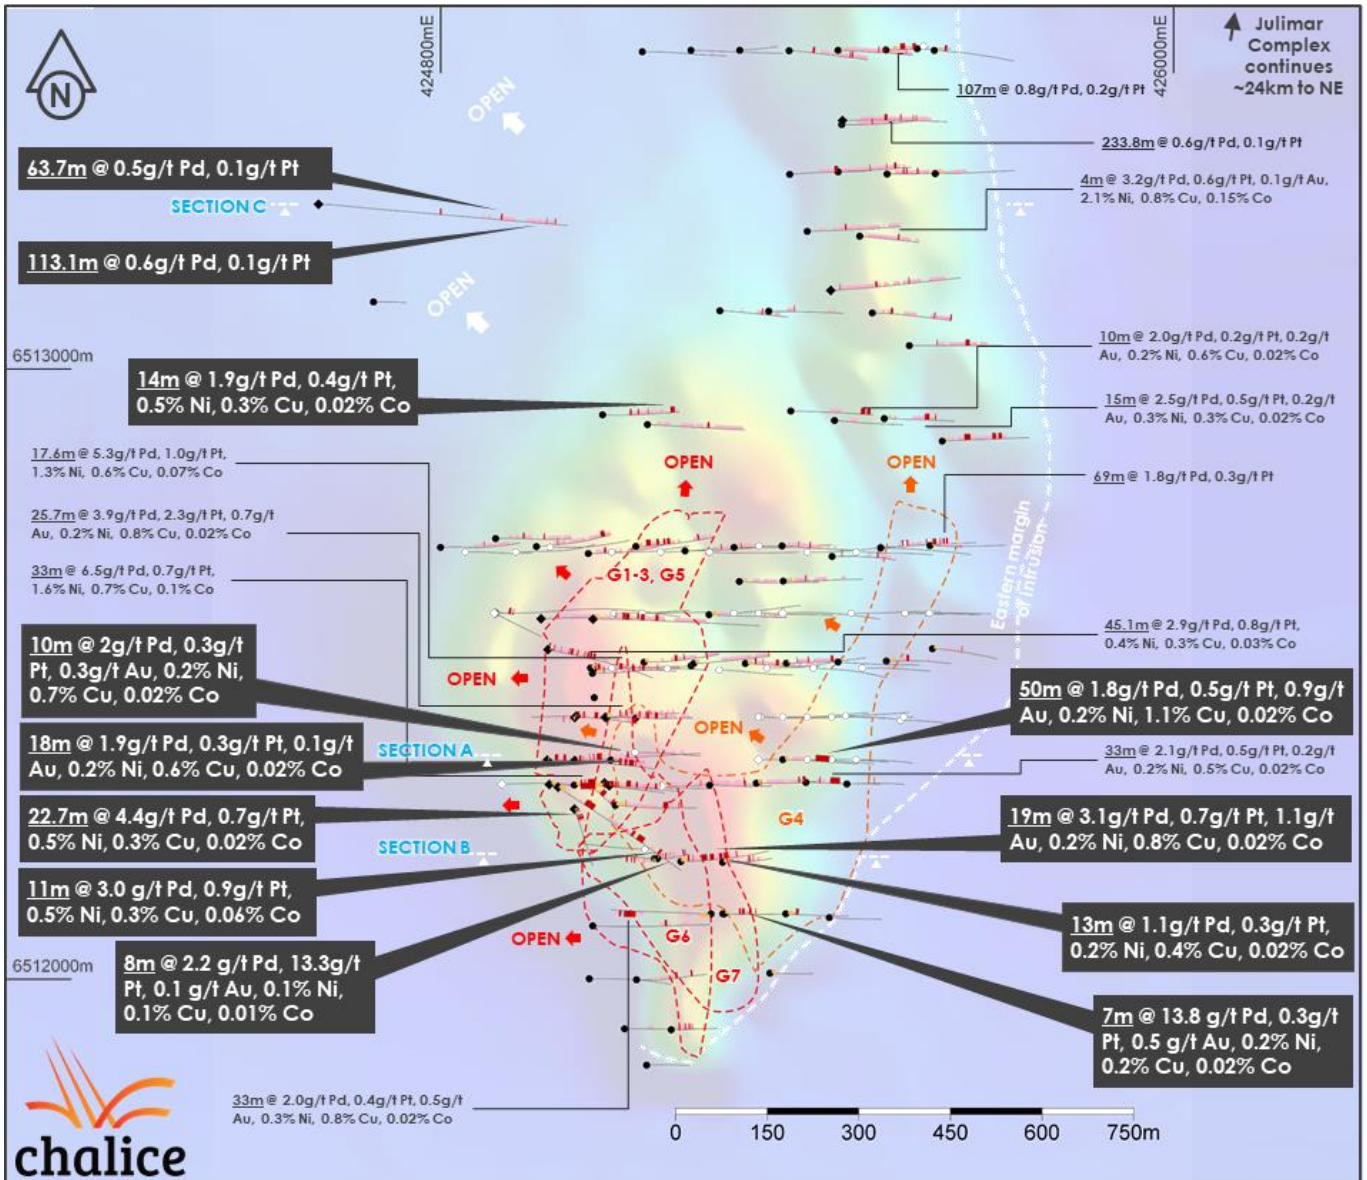 424800mE
426000mE
Julimar
Complex
continues
~24km to NE
N
OPEN
107m @ 0.8g/t Pd, 0.2g/t Pt
233.8m @ 0.6g/t Pd, 0.1g/t Pt
63.7m @ 0.5g/t Pd, 0.1g/t Pt
4m @ 3.2g/t Pd, 0.6g/t Pt, 0.1g/t Au,
2.1% Ni, 0.8% Cu, 0.15% Co
SECTION C
113.1m @ 0.6g/t Pd, 0.1g/t Pt
OPEN
10m @ 2.0g/t Pd, 0.2g/t Pt, 0.2g/t
Au, 0.2% Ni, 0.6% Cu, 0.02% Co
6513000m
14m @ 1.9g/t Pd, 0.4g/t Pt,
0.5% Ni, 0.3% Cu, 0.02% Co
15m @ 2.5g/t Pd, 0.5g/t Pt, 0.2g/t
Au, 0.3% Ni, 0.3% Cu, 0.02% Co
17.6m @ 5.3g/t Pd, 1.0g/t Pt,
1.3% Ni, 0.6% Cu, 0.07% Co
OPEN
OPEN
69m @ 1.8g/t Pd, 0.3g/t Pt
25.7m @ 3.9g/t Pd, 2.3g/t Pt, 0.7g/t
Au, 0.2% Ni, 0.8% Cu, 0.02% Co
Eastern margin
of intrusion
G1-3, G5
33m @ 6.5g/t Pd, 0.7g/t Pt,
1.6% Ni, 0.7% Cu, 0.1% Co
45.1m @ 2.9g/t Pd, 0.8g/t Pt,
0.4% Ni, 0.3% Cu, 0.03% Co
10m @ 2g/t Pd, 0.3g/t
Pt, 0.3g/t Au, 0.2% Ni,
0.7% Cu, 0.02% Co
OPEN
50m @ 1.8g/t Pd, 0.5g/t Pt, 0.9g/t
Au, 0.2% Ni, 1.1% Cu, 0.02% Co
OPEN
18m @ 1.9g/t Pd, 0.3g/t Pt, 0.1g/t
Au, 0.2% Ni, 0.6% Cu, 0.02% Co
SECTION A
33m @ 2.1g/t Pd, 0.5g/t Pt, 0.2g/t
Au, 0.2% Ni, 0.5% Cu, 0.02% Co
22.7m @ 4.4g/t Pd, 0.7g/t Pt,
0.5% Ni, 0.3% Cu, 0.02% Co
G4
19m @ 3.1g/t Pd, 0.7g/t Pt, 1.1g/t
Au, 0.2% Ni, 0.8% Cu, 0.02% Co
SECTION B
11m @ 3.0 g/t Pd, 0.9g/t Pt,
0.5% Ni, 0.3% Cu, 0.06% Co
13m @ 1.1g/t Pd, 0.3g/t Pt,
0.2% Ni, 0.4% Cu, 0.02% Co
OPEN
G6
8m @ 2.2 g/t Pd, 13.3g/t
Pt, 0.1 g/t Au, 0.1% Ni,
0.1% Cu, 0.01% Co
6512000m
G7
7m @ 13.8 g/t Pd, 0.3g/t
Pt, 0.5 g/t Au, 0.2% Ni,
0.2% Cu, 0.02% Co
33m @ 2.0g/t Pd, 0.4g/t Pt, 0.5g/t
Au, 0.3% Ni, 0.8% Cu, 0.02% Co
0 150 300 450 600 750m
chalice